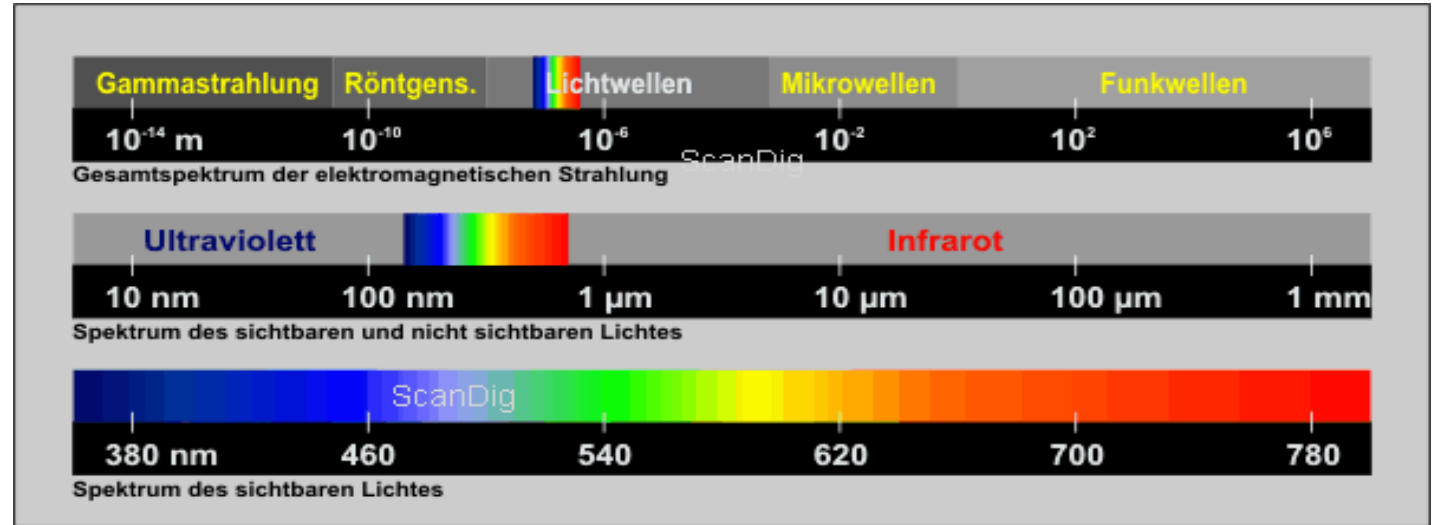 Gammastrahlung Röntgens. Lichtwellen Mikrowellen Funkwellen
10⁻¹⁴ m 10⁻¹⁰ 10⁻⁶ 10⁻² 10² 10⁶
ScanDig
Gesamtspektrum der elektromagnetischen Strahlung
Ultraviolett Infrarot
10 nm 100 nm 1 µm 10 µm 100 µm 1 mm
Spektrum des sichtbaren und nicht sichtbaren Lichtes
ScanDig
380 nm 460 540 620 700 780
Spektrum des sichtbaren Lichtes